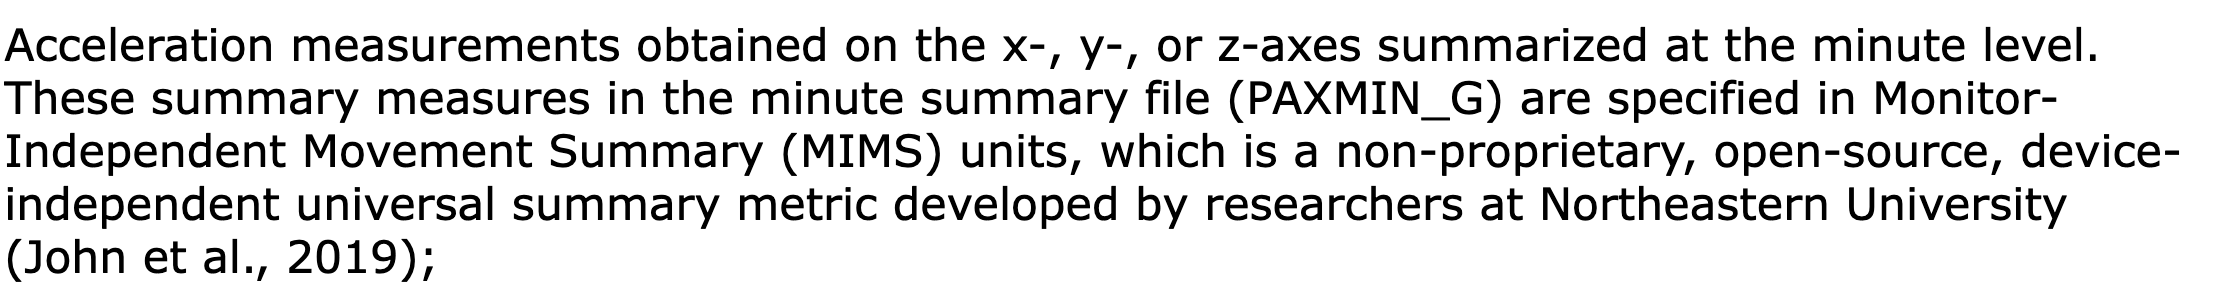 Acceleration measurements obtained on the x-, y-, or z-axes summarized at the minute level.
These summary measures in the minute summary file (PAXMIN_G) are specified in Monitor-
Independent Movement Summary (MIMS) units, which is a non-proprietary, open-source, device-
independent universal summary metric developed by researchers at Northeastern University
(John et al., 2019);